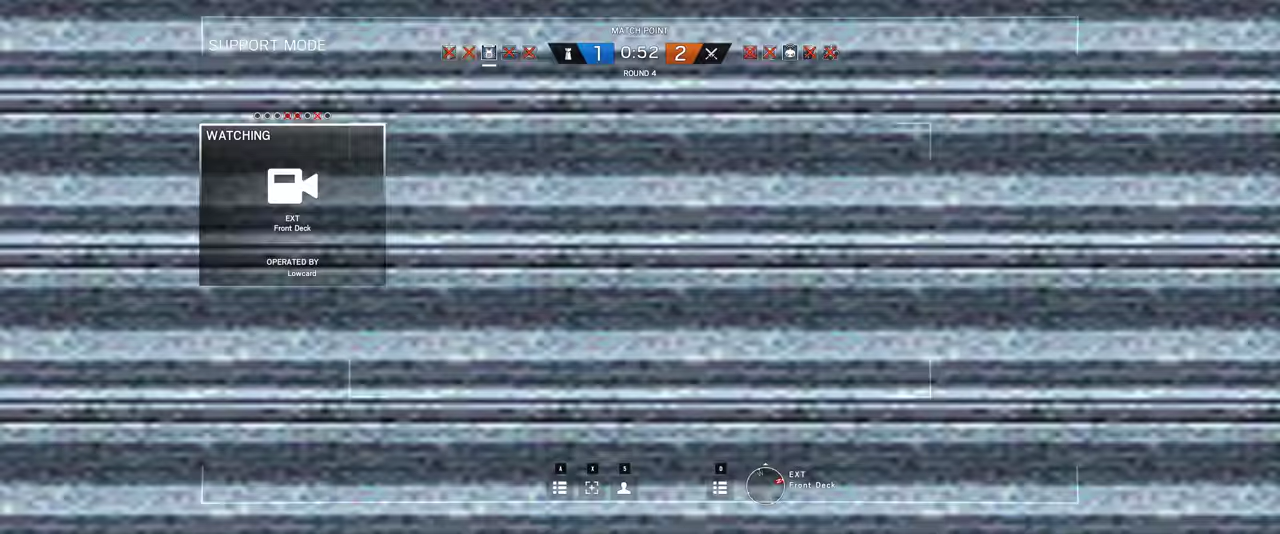 SUPPORT MODE
MATCH POINT
1 0:52 2
ROUND 4
WATCHING
EXT
Front Deck
OPERATED BY
Lowcard
A X S D
EXT
Front Deck